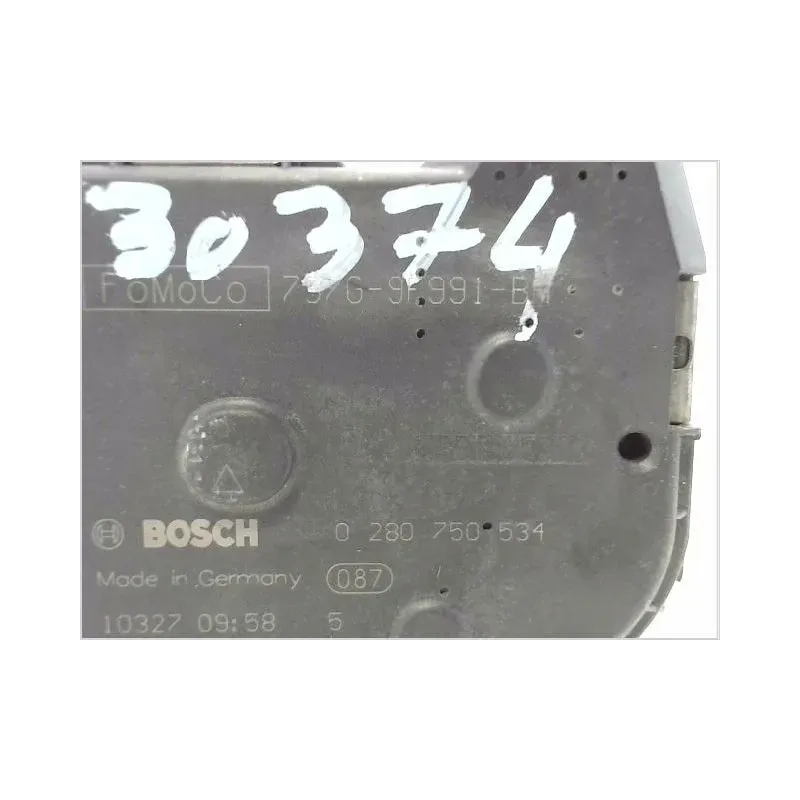 30374
FoMoCo
BOSCH 0 280 750 534
Made in Germany 087
10327 09:58 5